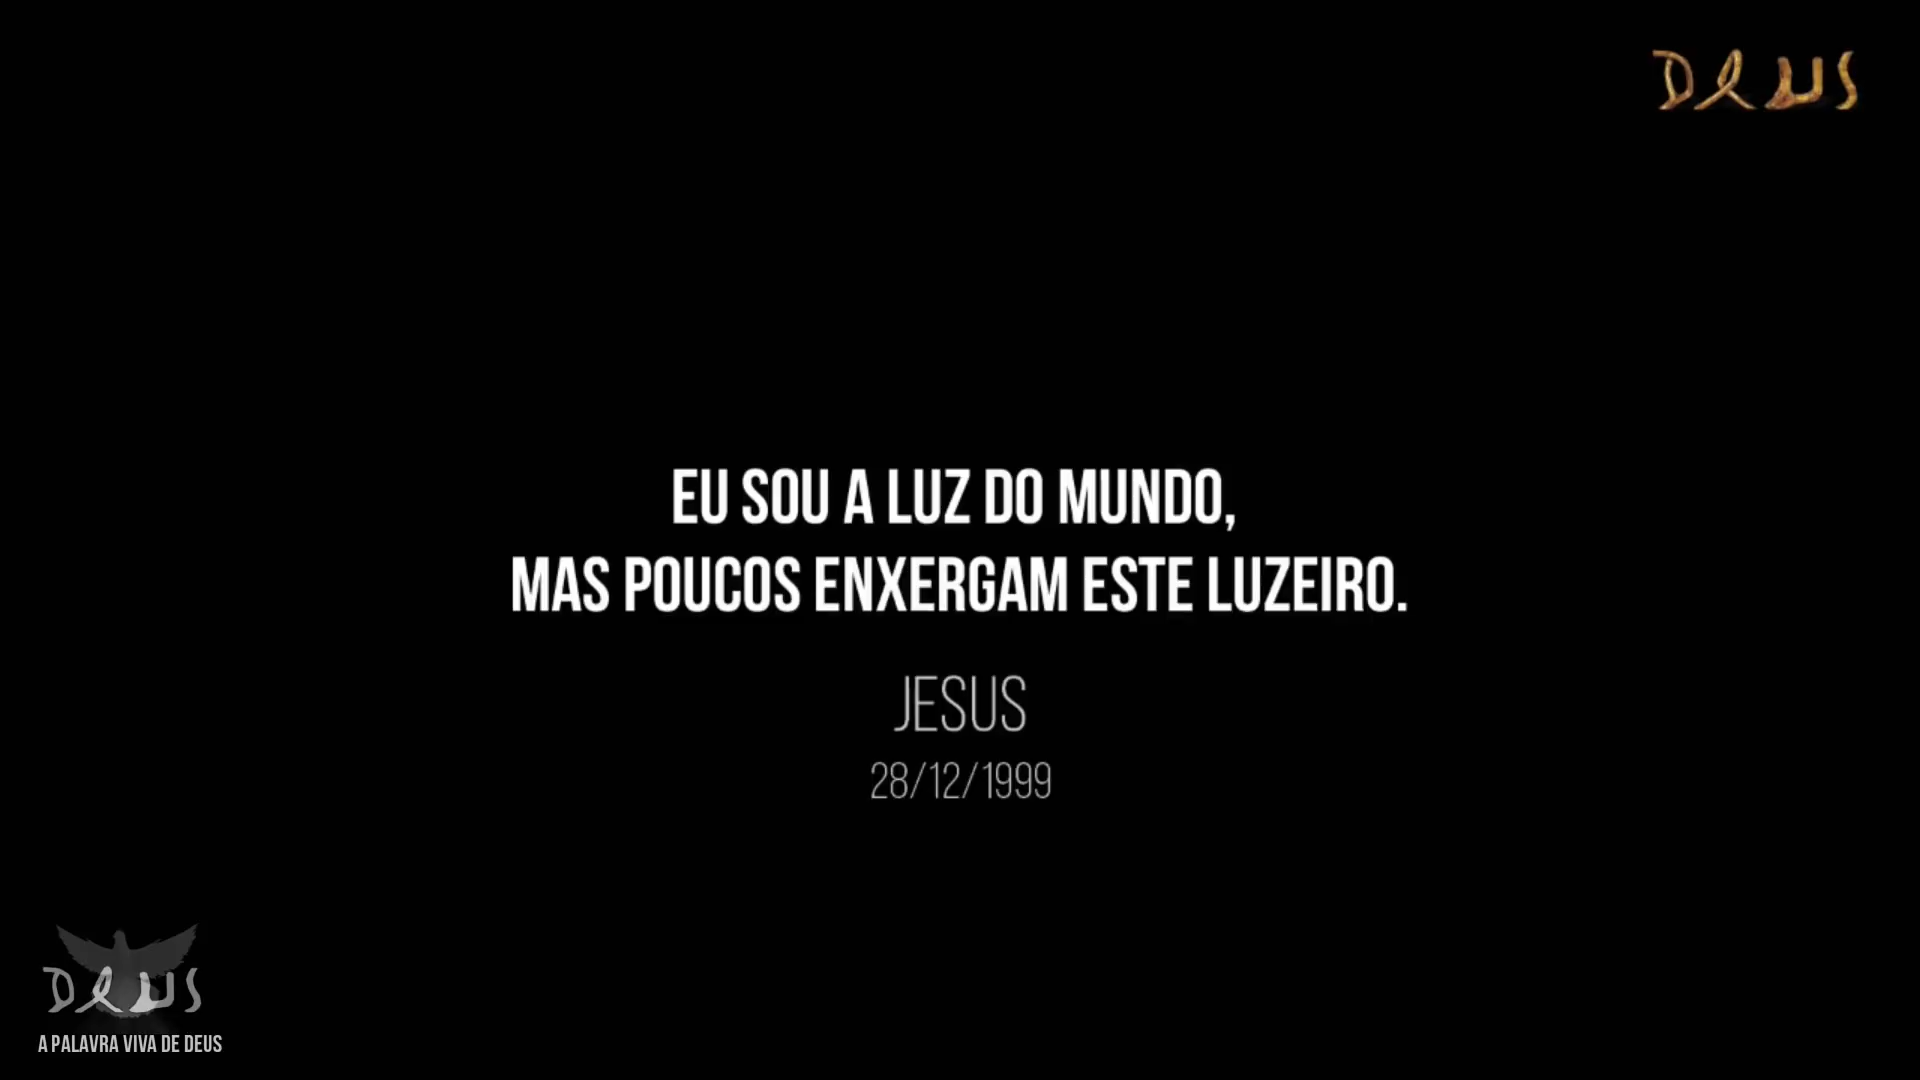 DEUS
EU SOU A LUZ DO MUNDO,
MAS POUCOS ENXERGAM ESTE LUZEIRO.
JESUS
28/12/1999
DEUS
A PALAVRA VIVA DE DEUS